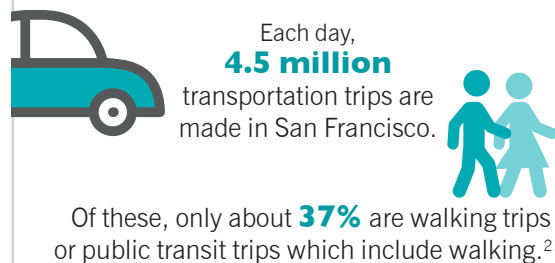 Each day,
4.5 million
transportation trips are
made in San Francisco.
Of these, only about 37% are walking trips
or public transit trips which include walking.²